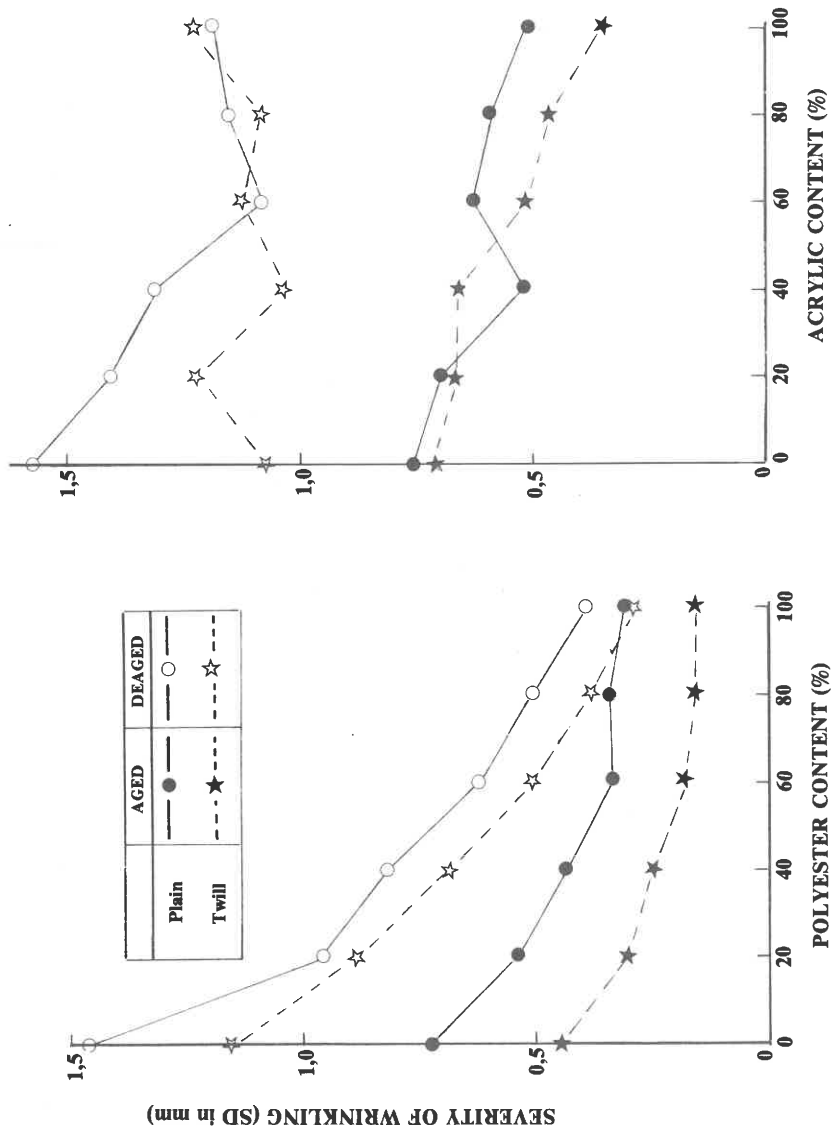 SEVERITY OF WRINKLING (SD in mm)
1,5
1,0
0,5
0
AGED DEAGED
Plain
Twill
0 20 40 60 80 100
POLYESTER CONTENT (%)
1,5
1,0
0,5
0
0 20 40 60 80 100
ACRYLIC CONTENT (%)